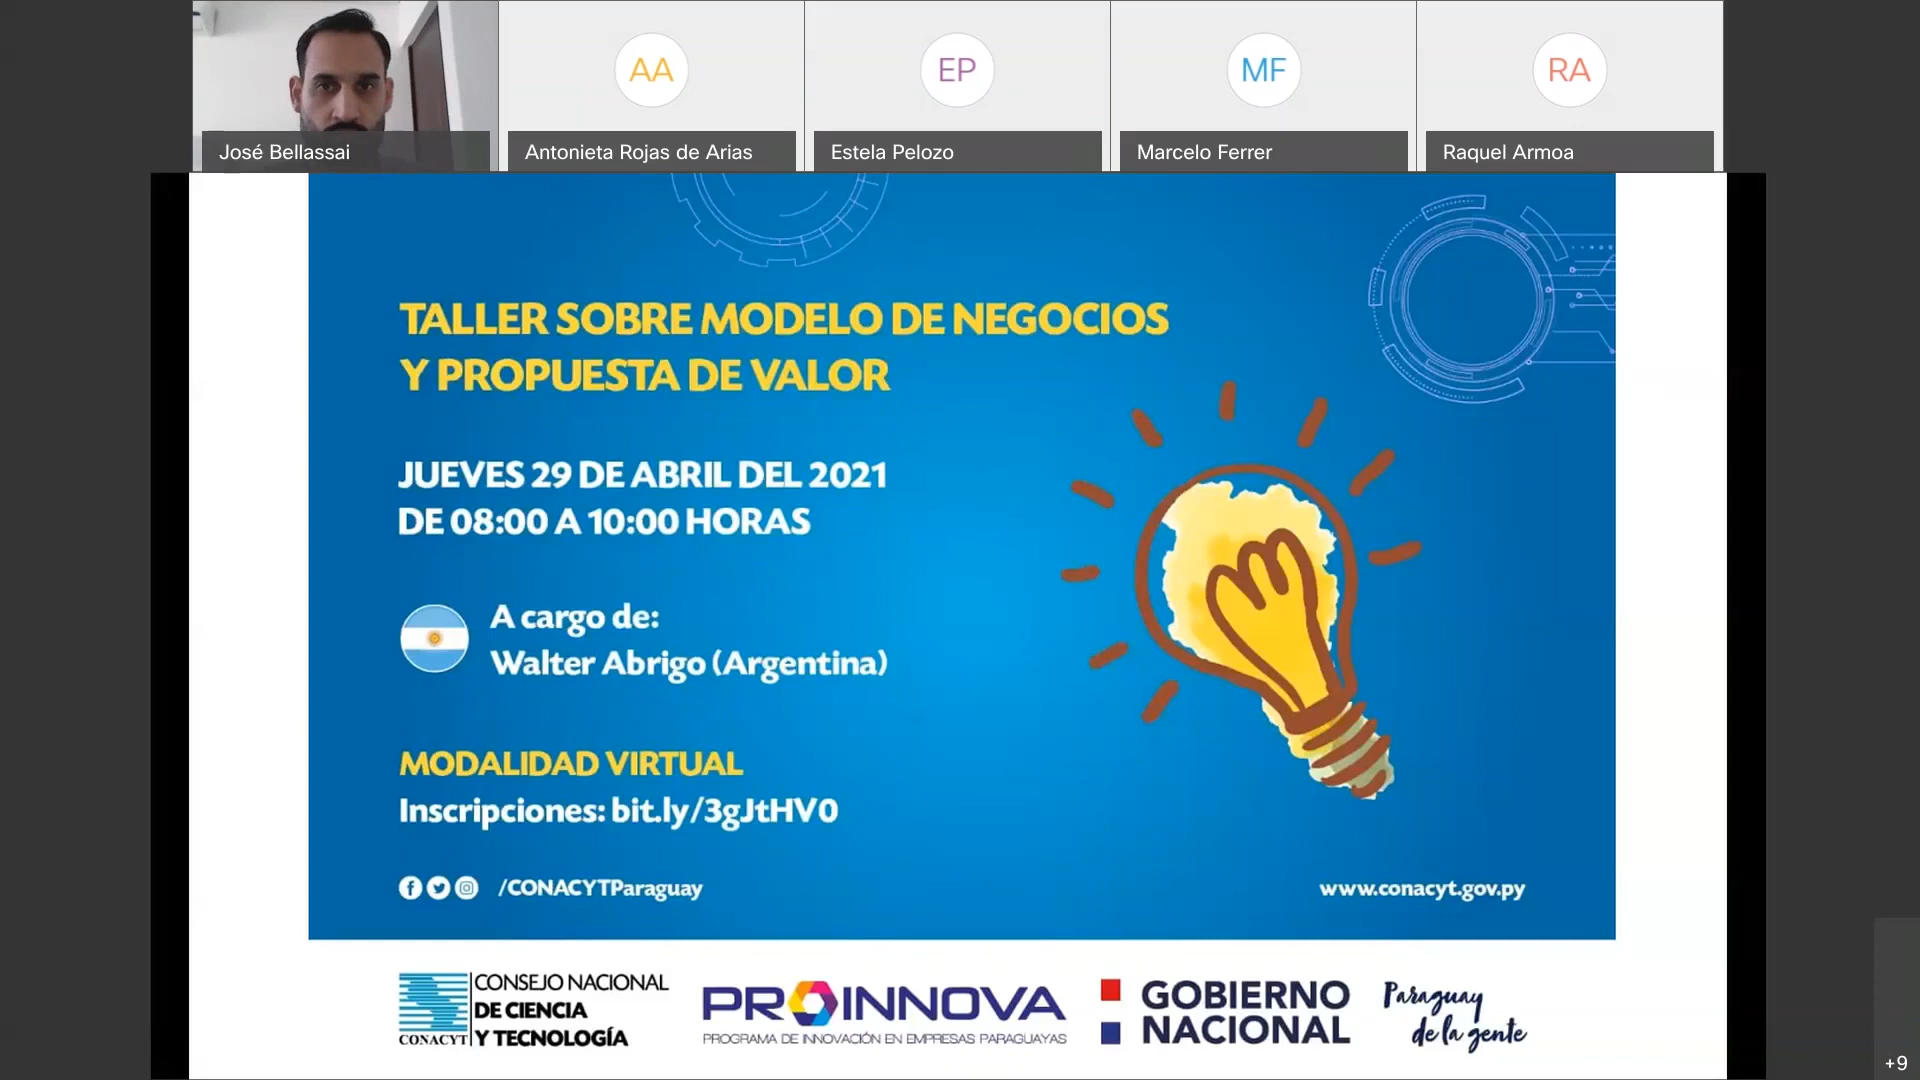 AA
EP
MF
RA
José Bellassai
Antonieta Rojas de Arias
Estela Pelozo
Marcelo Ferrer
Raquel Armoa
TALLER SOBRE MODELO DE NEGOCIOS
Y PROPUESTA DE VALOR
JUEVES 29 DE ABRIL DEL 2021
DE 08:00 A 10:00 HORAS
A cargo de:
Walter Abrigo (Argentina)
MODALIDAD VIRTUAL
Inscripciones: bit.ly/3gJtHV0
/CONACYTParaguay
www.conacyt.gov.py
CONACYT
CONSEJO NACIONAL
DE CIENCIA
Y TECNOLOGÍA
PROINNOVA
PROGRAMA DE INNOVACIÓN EN EMPRESAS PARAGUAYAS
GOBIERNO
NACIONAL
Paraguay
de la gente
+9